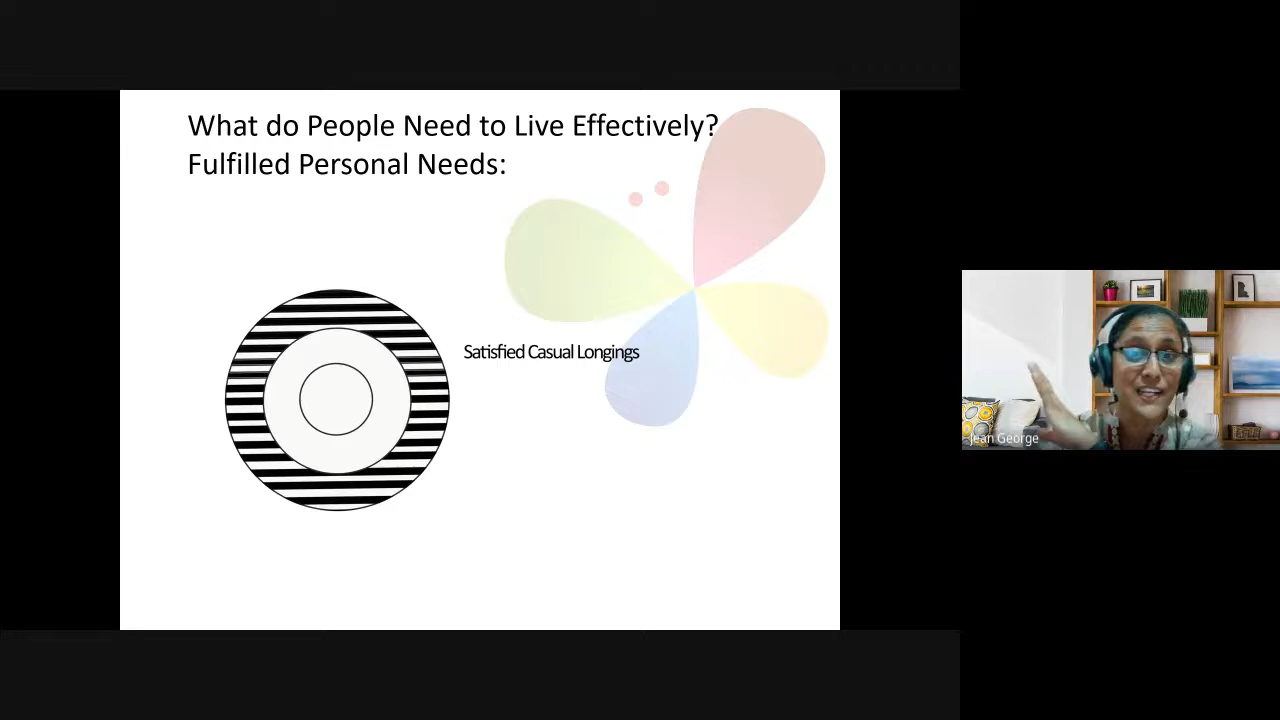 What do People Need to Live Effectively?
Fulfilled Personal Needs:
Satisfied Casual Longings
Jean George